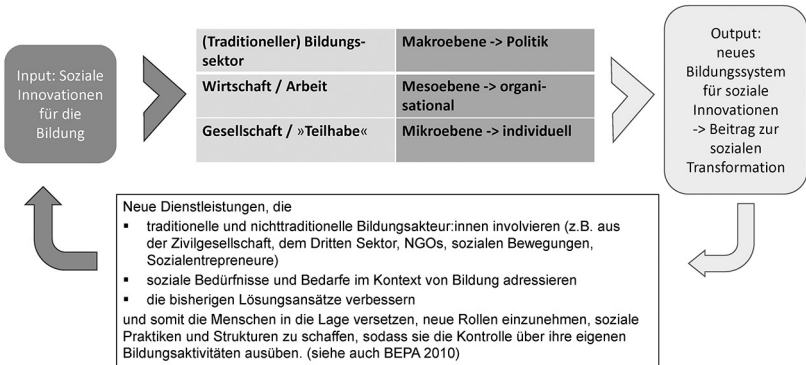 Input: Soziale
Innovationen
für die
Bildung
(Traditioneller) Bildungs-
sektor
Makroebene -> Politik
Wirtschaft / Arbeit
Mesoebene -> organi-
sational
Gesellschaft / »Teilhabe«
Mikroebene -> individuell
Output:
neues
Bildungssystem
für soziale
Innovationen
-> Beitrag zur
sozialen
Transformation
Neue Dienstleistungen, die
▪ traditionelle und nichttraditionelle Bildungsakteur:innen involvieren (z.B. aus
der Zivilgesellschaft, dem Dritten Sektor, NGOs, sozialen Bewegungen,
Sozialentrepreneure)
▪ soziale Bedürfnisse und Bedarfe im Kontext von Bildung adressieren
▪ die bisherigen Lösungsansätze verbessern
und somit die Menschen in die Lage versetzen, neue Rollen einzunehmen, soziale
Praktiken und Strukturen zu schaffen, sodass sie die Kontrolle über ihre eigenen
Bildungsaktivitäten ausüben. (siehe auch BEPA 2010)